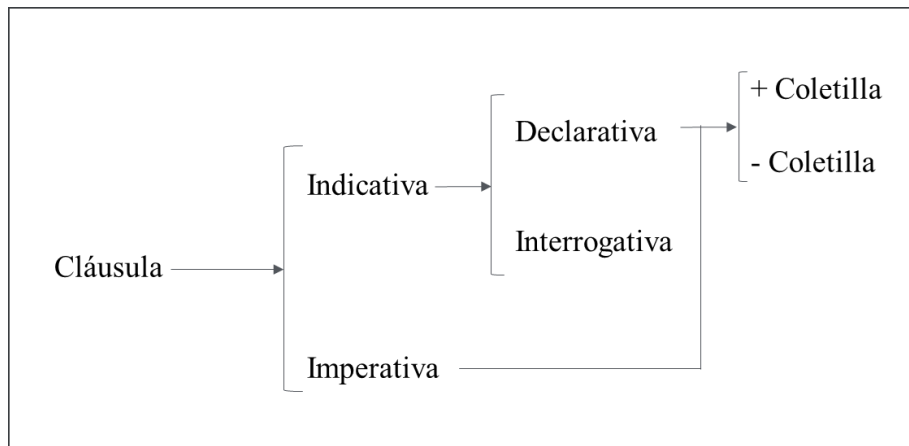 + Coletilla
Declarativa
- Coletilla
Indicativa
Interrogativa
Cláusula
Imperativa